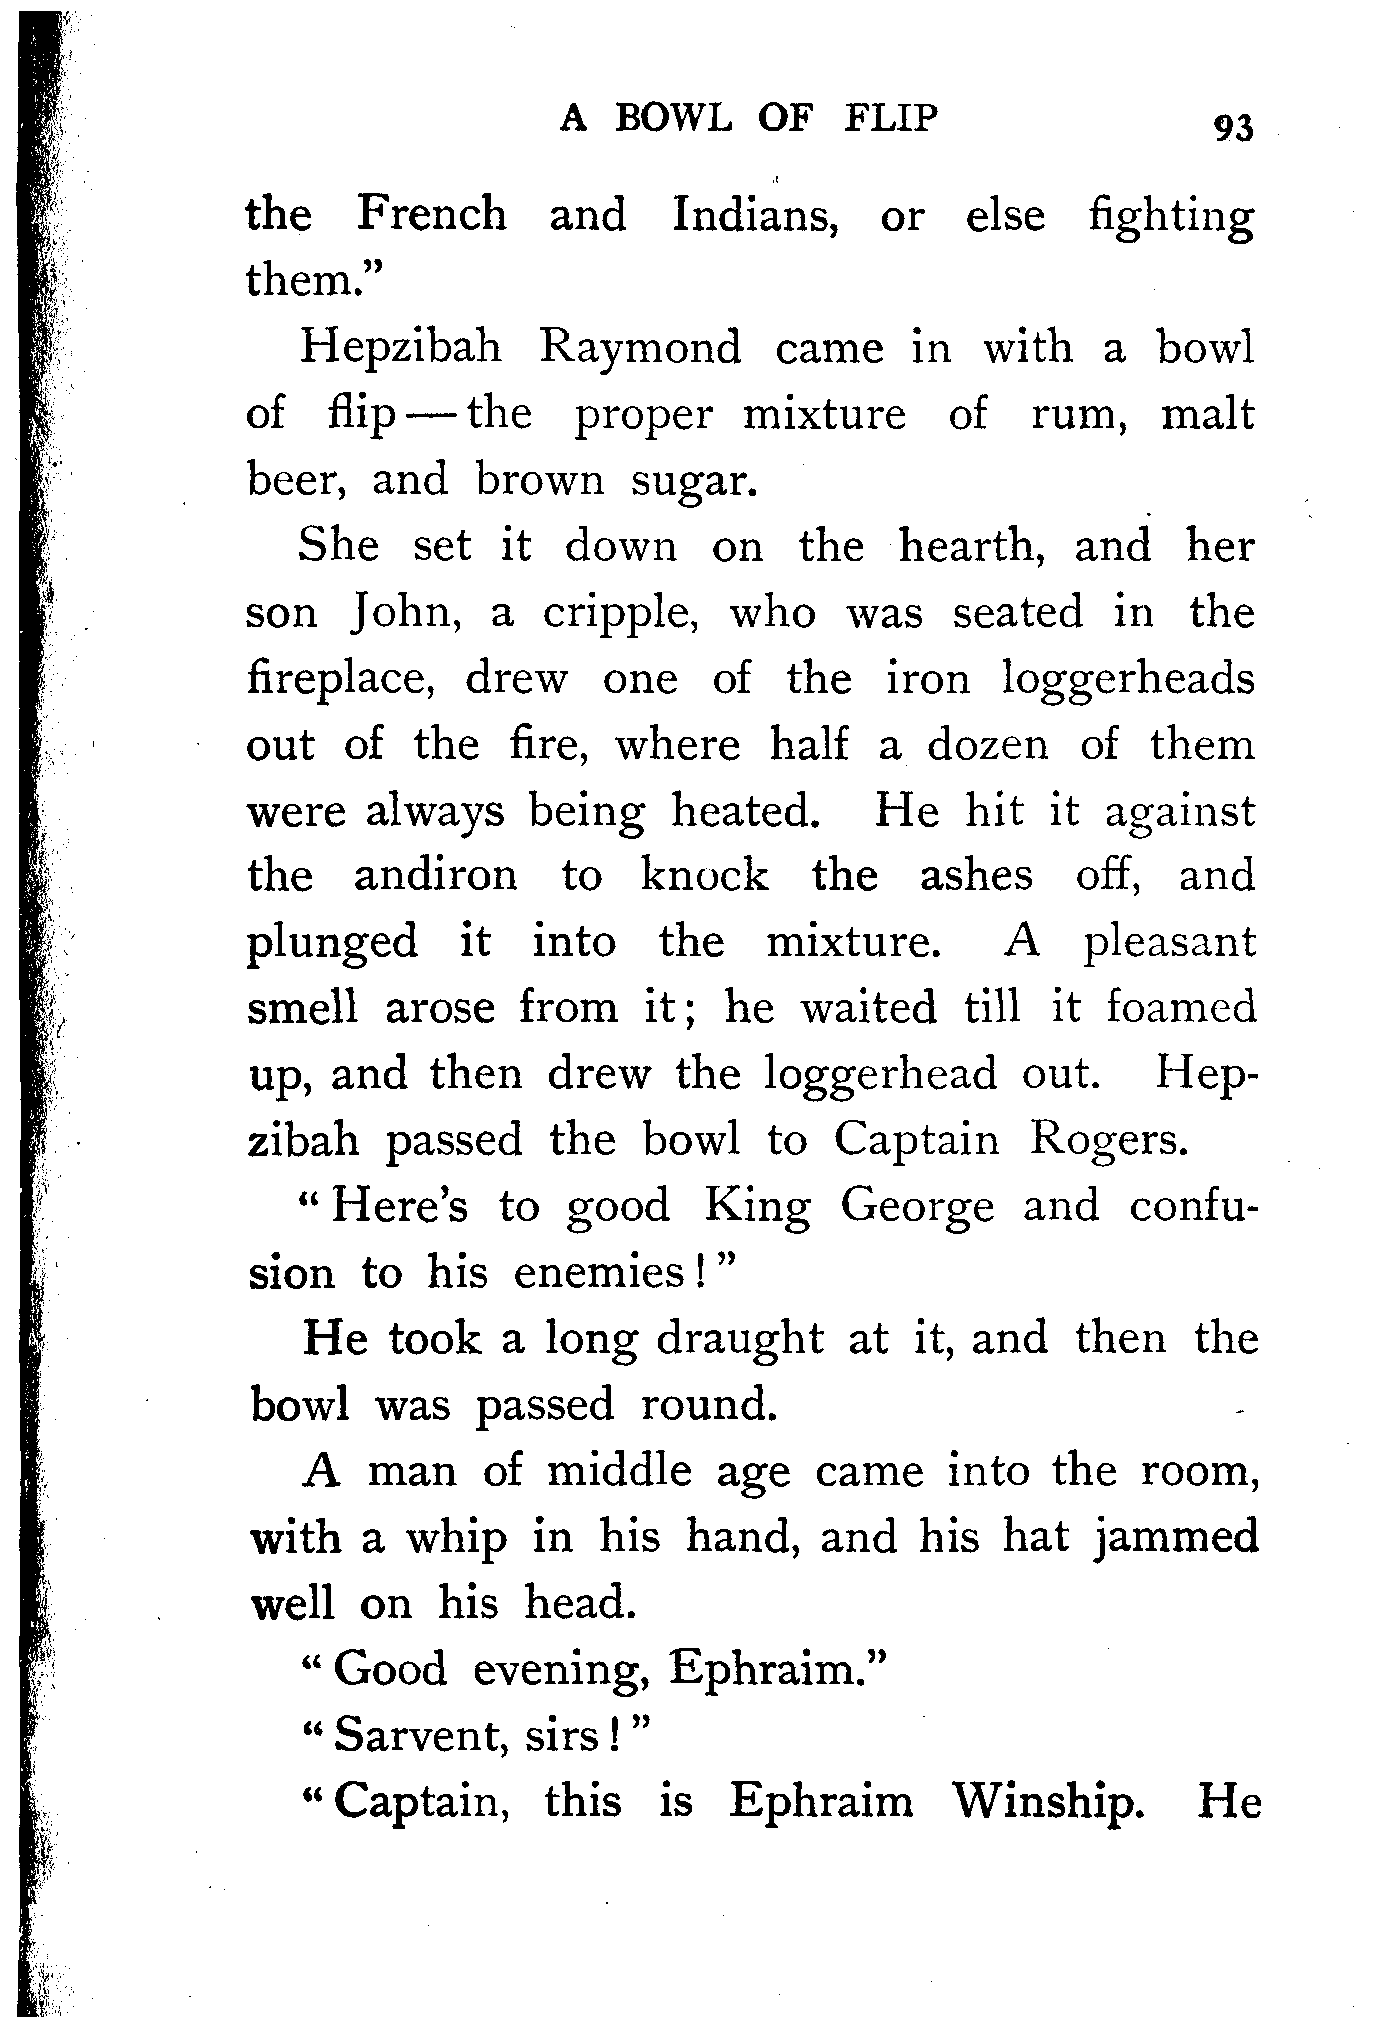 A BOWL OF FLIP 93
the French and Indians, or else fighting
them."
Hepzibah Raymond came in with a bowl
of flip — the proper mixture of rum, malt
beer, and brown sugar.
She set it down on the hearth, and her
son John, a cripple, who was seated in the
fireplace, drew one of the iron loggerheads
out of the fire, where half a dozen of them
were always being heated. He hit it against
the andiron to knock the ashes off, and
plunged it into the mixture. A pleasant
smell arose from it; he waited till it foamed
up, and then drew the loggerhead out. Hep-
zibah passed the bowl to Captain Rogers.
"Here's to good King George and confu-
sion to his enemies!"
He took a long draught at it, and then the
bowl was passed round.
A man of middle age came into the room,
with a whip in his hand, and his hat jammed
well on his head.
"Good evening, Ephraim."
"Sarvent, sirs!"
"Captain, this is Ephraim Winship. He